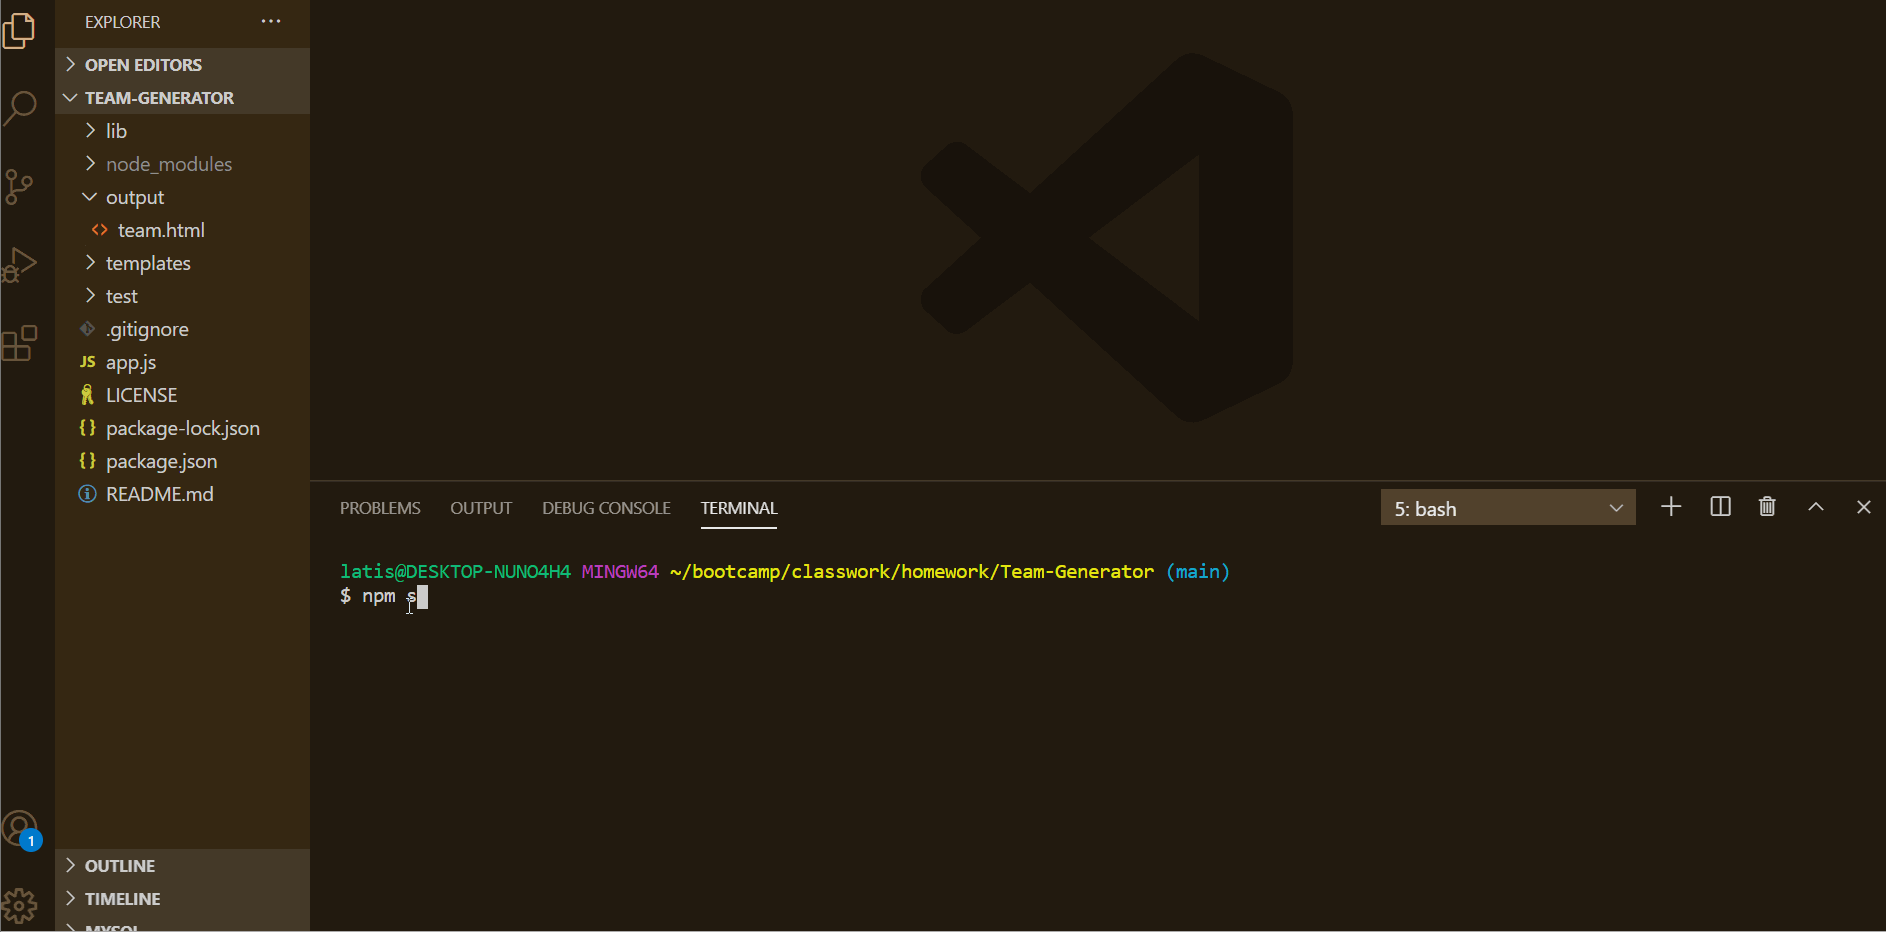 EXPLORER ...
OPEN EDITORS
TEAM-GENERATOR
lib
node_modules
output
<> team.html
templates
test
.gitignore
JS app.js
LICENSE
{} package-lock.json
{} package.json
README.md
1
OUTLINE
TIMELINE
MYSQL
PROBLEMS OUTPUT DEBUG CONSOLE TERMINAL 5: bash
latis@DESKTOP-NUNO4H4 MINGW64 ~/bootcamp/classwork/homework/Team-Generator (main)
$ npm s